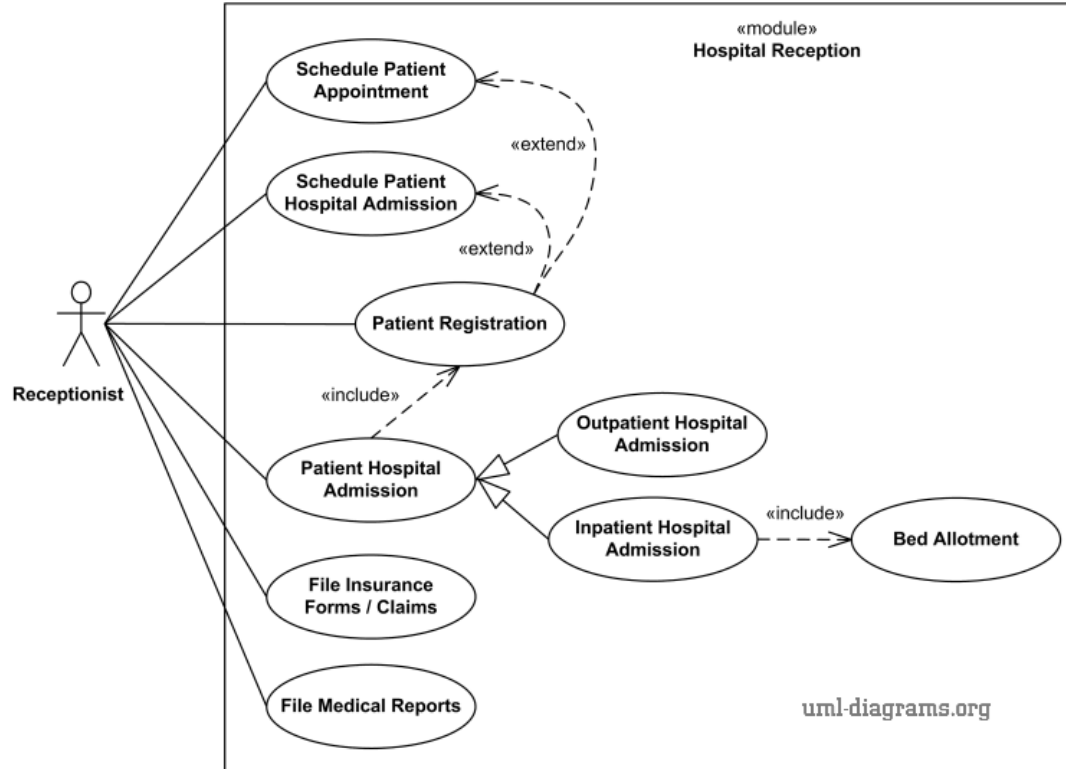 «module»
Hospital Reception
Schedule Patient
Appointment
«extend»
Schedule Patient
Hospital Admission
«extend»
Patient Registration
Receptionist
«include»
Outpatient Hospital
Admission
Patient Hospital
Admission
«include»
Inpatient Hospital
Admission
Bed Allotment
File Insurance
Forms / Claims
File Medical Reports
uml-diagrams.org